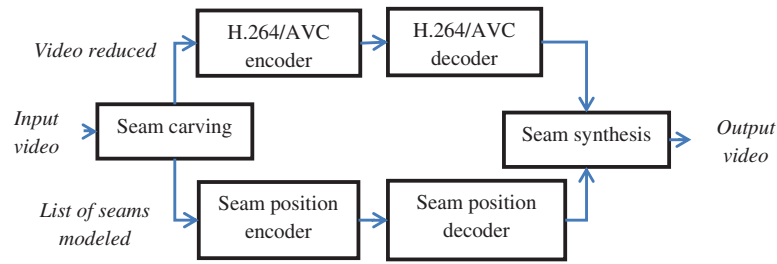 Video reduced
H.264/AVC
encoder
H.264/AVC
decoder
Input
video
Seam carving
Seam synthesis
Output
video
List of seams
modeled
Seam position
encoder
Seam position
decoder